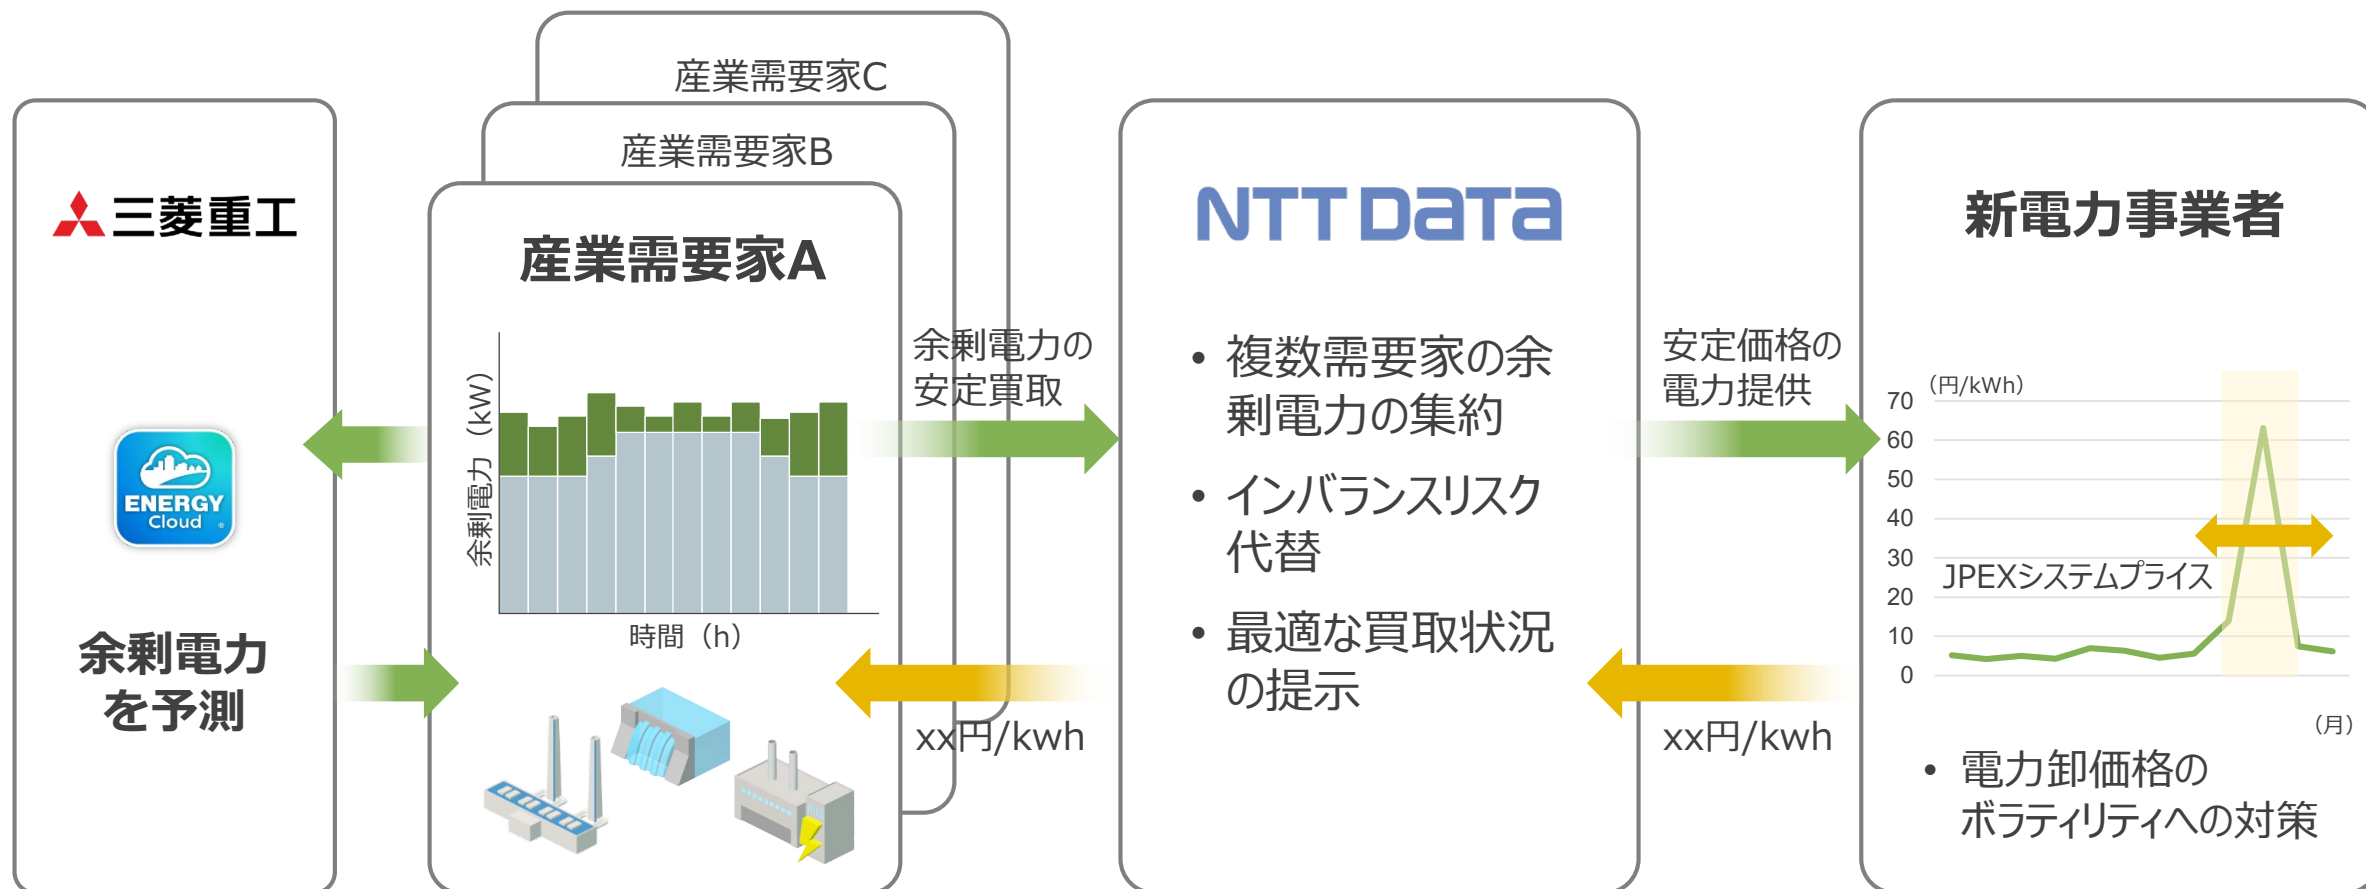 三菱重工
ENERGY
Cloud
余剰電力
を予測
産業需要家C
産業需要家B
産業需要家A
余剰電力（kW）
時間（h）
余剰電力の
安定買取
xx円/kwh
NTT DATA
• 複数需要家の余
剰電力の集約
• インバランスリスク
代替
• 最適な買取状況
の提示
安定価格の
電力提供
xx円/kwh
新電力事業者
（円/kWh）
70
60
50
40
30
JPEXシステムプライス
20
10
0
（月）
• 電力卸価格の
ボラティリティへの対策